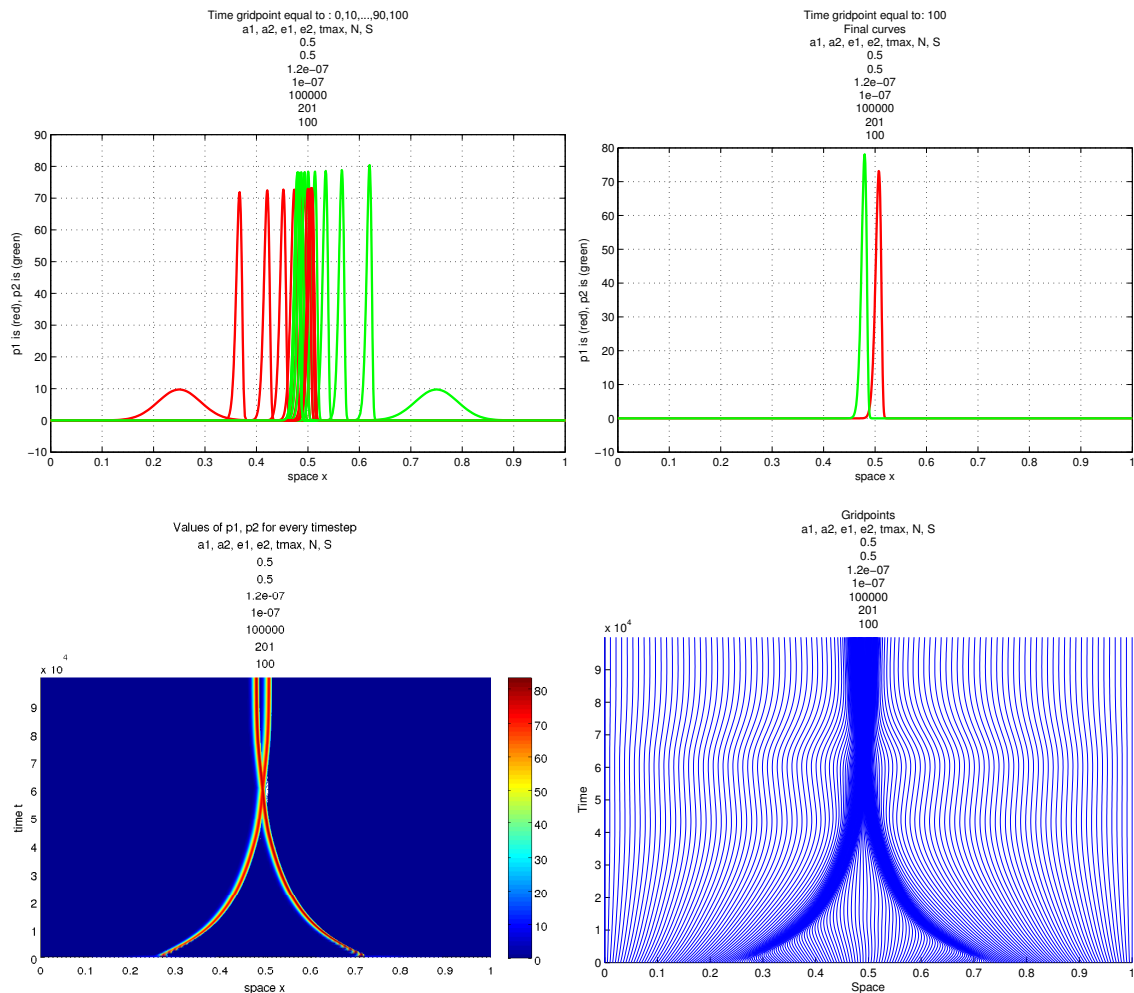 Time gridpoint equal to : 0,10,...,90,100
a1, a2, e1, e2, tmax, N, S
0.5
0.5
1.2e−07
1e−07
100000
201
100
90
80
70
60
50
40
30
20
10
0
−10
p1 is (red), p2 is (green)
0 0.1 0.2 0.3 0.4 0.5 0.6 0.7 0.8 0.9 1
space x
Time gridpoint equal to: 100
Final curves
a1, a2, e1, e2, tmax, N, S
0.5
0.5
1.2e−07
1e−07
100000
201
100
80
70
60
50
40
30
20
10
0
−10
p1 is (red), p2 is (green)
0 0.1 0.2 0.3 0.4 0.5 0.6 0.7 0.8 0.9 1
space x
Values of p1, p2 for every timestep
a1, a2, e1, e2, tmax, N, S
0.5
0.5
1.2e-07
1e-07
100000
201
100
x 10^4
9
8
7
6
5
4
3
2
1
0
time t
0 0.1 0.2 0.3 0.4 0.5 0.6 0.7 0.8 0.9 1
space x
80
70
60
50
40
30
20
10
0
Gridpoints
a1, a2, e1, e2, tmax, N, S
0.5
0.5
1.2e−07
1e−07
100000
201
100
x 10^4
9
8
7
6
5
4
3
2
1
0
Time
0 0.1 0.2 0.3 0.4 0.5 0.6 0.7 0.8 0.9 1
Space